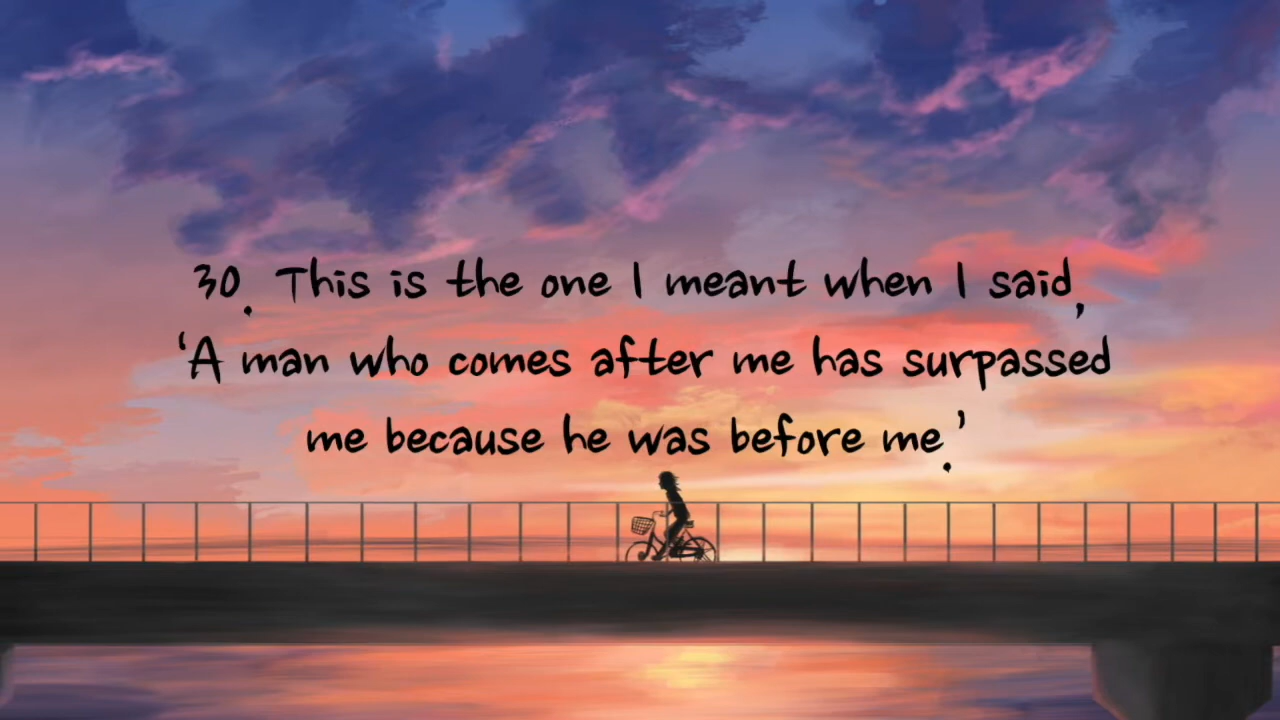 30. This is the one I meant when I said,
‘A man who comes after me has surpassed
me because he was before me.’